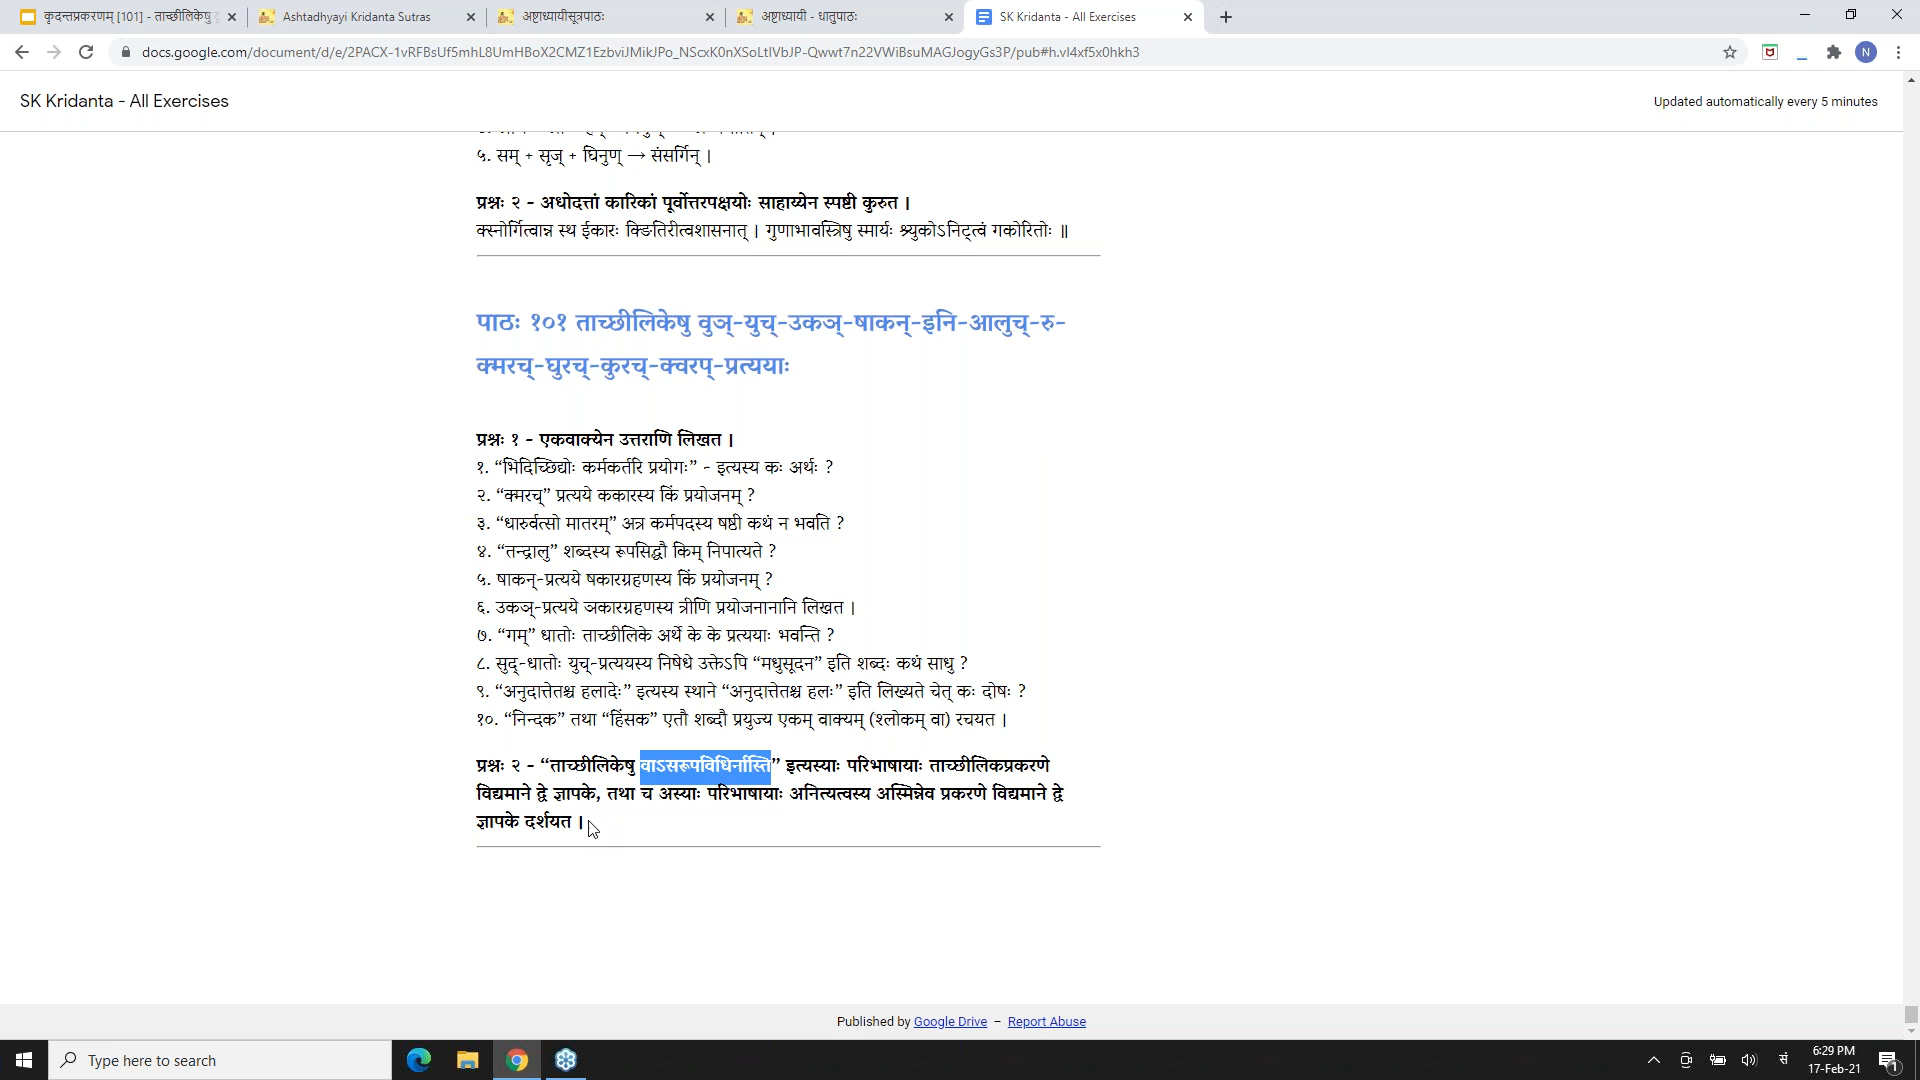 कृदन्तप्रकरणम् [101] - ताच्छीलिकेषु
Ashtadhyayi Kridanta Sutras
अष्टाध्यायीसूत्रपाठः
अष्टाध्यायी - धातुपाठः
SK Kridanta - All Exercises
docs.google.com/document/d/e/2PACX-1vRFBsUf5mhL8UmHBoX2CMZ1EzbviJMikJPo_NScxK0nXSoLtIVbJP-Qwwt7n22VWiBsuMAGJogyGs3P/pub#h.vl4xf5x0hkh3
N
SK Kridanta - All Exercises
Updated automatically every 5 minutes
५. सम् + सृज् + घिनुण् → संसर्गिन् ।
प्रश्नः २ - अधोदत्तां कारिकां पूर्वोत्तरपक्षयोः साहाय्येन स्पष्टी कुरुत ।
क्स्नोर्गित्वान्न स्थ ईकारः क्ङितिरीत्वशासनात् । गुणाभावस्त्रिषु स्मार्यः श्र्युकोऽनिट्त्वं गकोरितोः ॥
पाठः १०१ ताच्छीलिकेषु वुञ्-युच्-उकञ्-षाकन्-इनि-आलुच्-रु-
क्मरच्-घुरच्-कुरच्-क्वरप्-प्रत्ययाः
प्रश्नः १ - एकवाक्येन उत्तराणि लिखत ।
१. “भिदिच्छिद्योः कर्मकर्तरि प्रयोगः” - इत्यस्य कः अर्थः ?
२. “क्मरच्” प्रत्यये ककारस्य किं प्रयोजनम् ?
३. “धारुर्वत्सो मातरम्” अत्र कर्मपदस्य षष्ठी कथं न भवति ?
४. “तन्द्रालु” शब्दस्य रूपसिद्धौ किम् निपात्यते ?
५. षाकन्-प्रत्यये षकारग्रहणस्य किं प्रयोजनम् ?
६. उकञ्-प्रत्यये ञकारग्रहणस्य त्रीणि प्रयोजनानानि लिखत ।
७. “गम्” धातोः ताच्छीलिके अर्थे के के प्रत्ययाः भवन्ति ?
८. सुद्-धातोः युच्-प्रत्ययस्य निषेधे उक्तेऽपि “मधुसूदन” इति शब्दः कथं साधु ?
९. “अनुदात्तेतश्च हलादेः” इत्यस्य स्थाने “अनुदात्तेतश्च हलः” इति लिख्यते चेत् कः दोषः ?
१०. “निन्दक” तथा “हिंसक” एतौ शब्दौ प्रयुज्य एकम् वाक्यम् (श्लोकम् वा) रचयत ।
प्रश्नः २ - “ताच्छीलिकेषु वाऽसरूपविधिर्नास्ति” इत्यस्याः परिभाषायाः ताच्छीलिकप्रकरणे
विद्यमाने द्वे ज्ञापके, तथा च अस्याः परिभाषायाः अनित्यत्वस्य अस्मिन्नेव प्रकरणे विद्यमाने द्वे
ज्ञापके दर्शयत ।
Published by Google Drive – Report Abuse
Type here to search
सं
6:29 PM
17-Feb-21
1